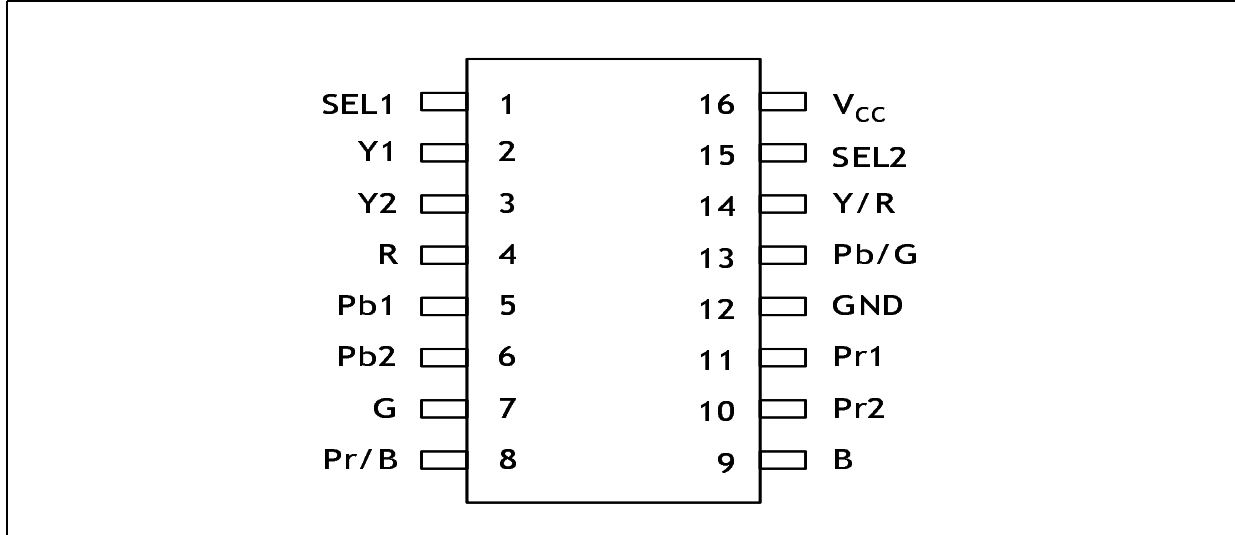 SEL1 1 16 VCC
Y1 2 15 SEL2
Y2 3 14 Y/R
R 4 13 Pb/G
Pb1 5 12 GND
Pb2 6 11 Pr1
G 7 10 Pr2
Pr/B 8 9 B